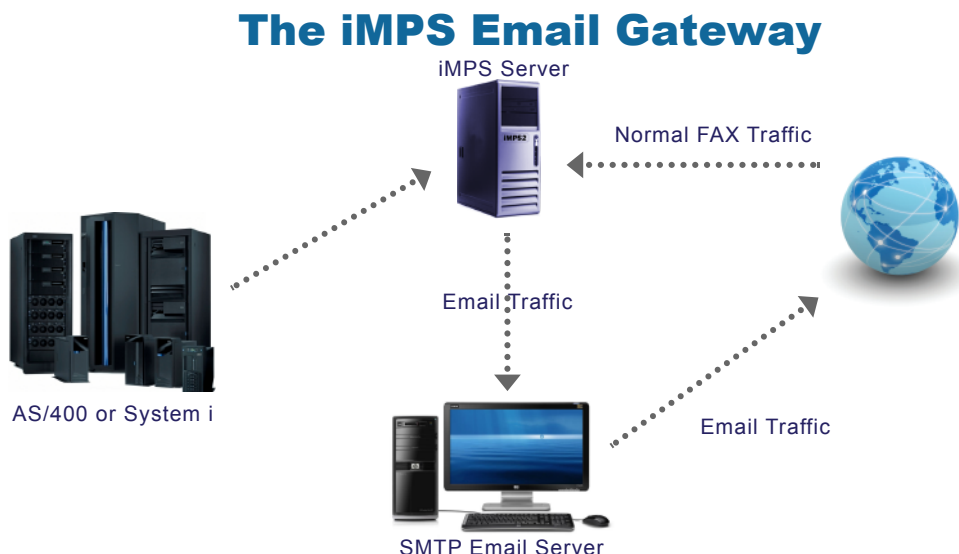 The iMPS Email Gateway
iMPS Server
iMPS2
Normal FAX Traffic
Email Traffic
AS/400 or System i
Email Traffic
SMTP Email Server